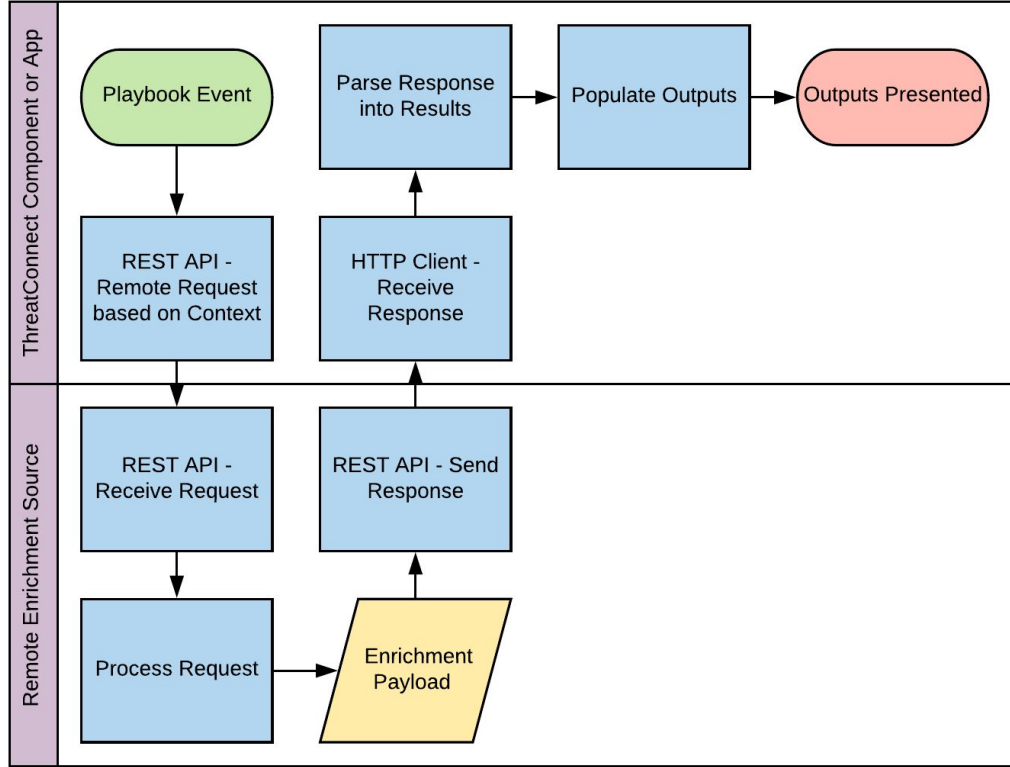 ThreatConnect Component or App
Playbook Event
REST API -
Remote Request
based on Context
Parse Response
into Results
HTTP Client -
Receive
Response
Populate Outputs
Outputs Presented
Remote Enrichment Source
REST API -
Receive Request
Process Request
REST API - Send
Response
Enrichment
Payload